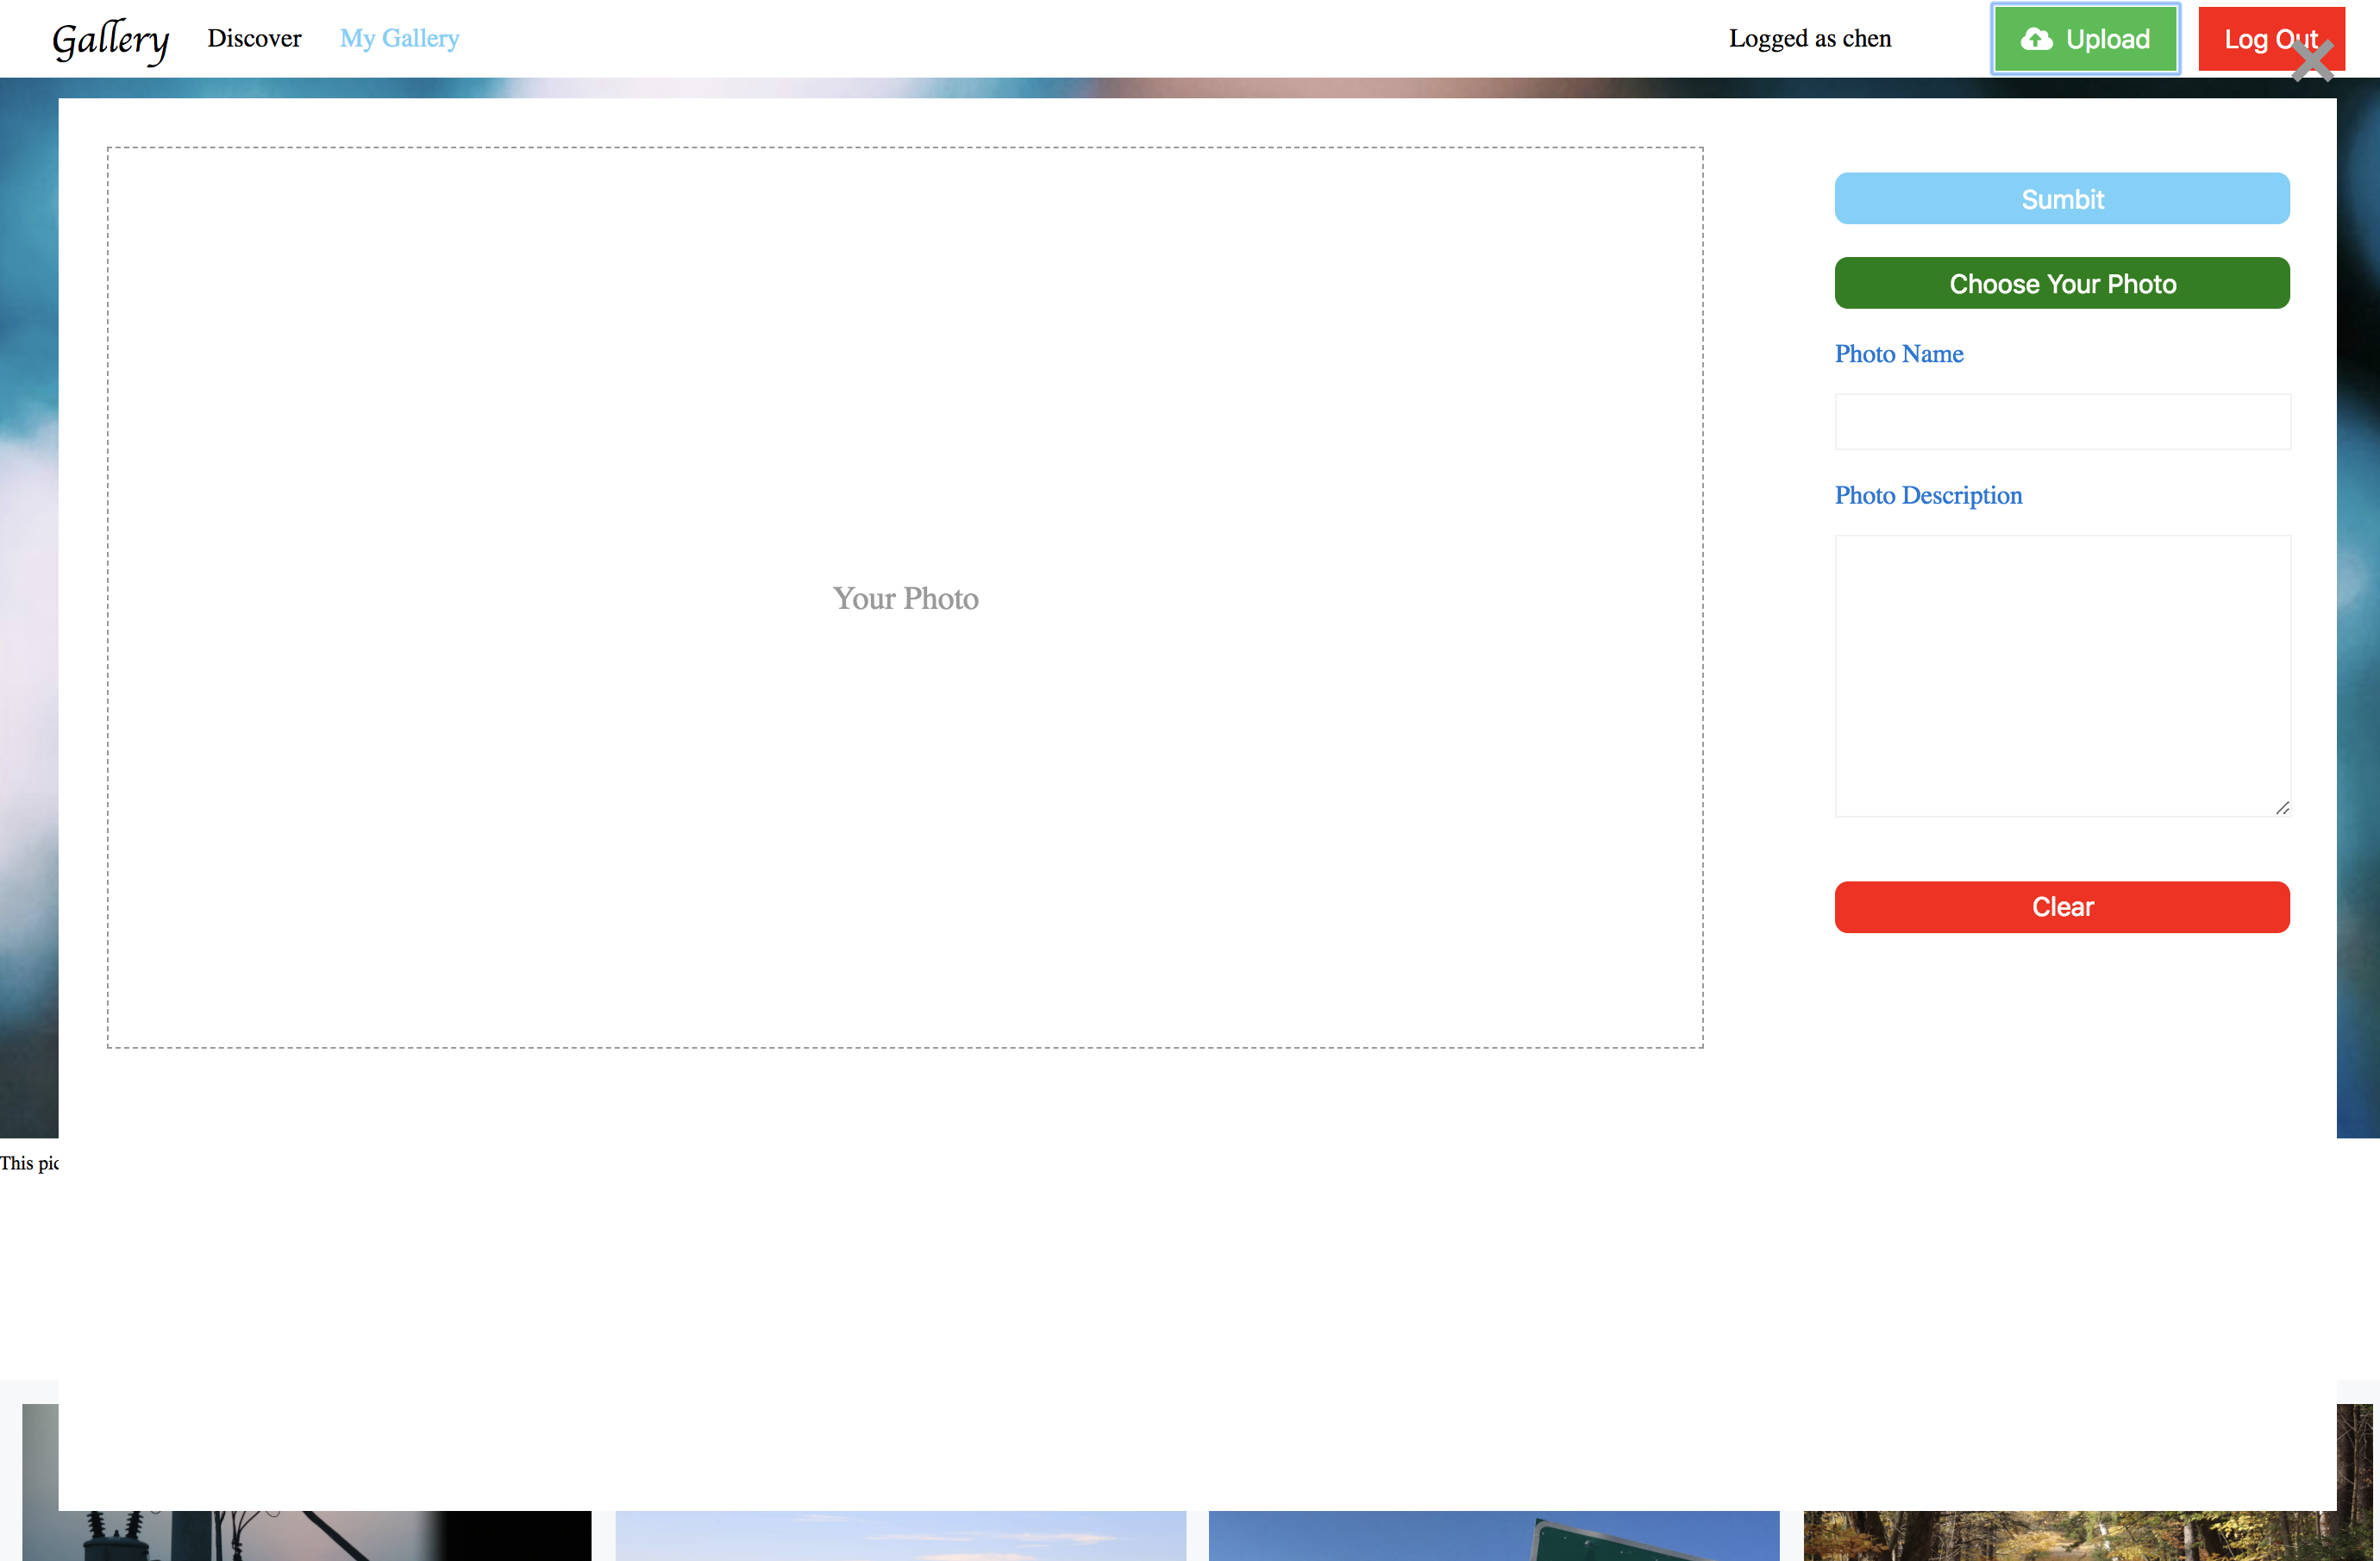 Gallery Discover My Gallery Logged as chen Upload Log Out
Sumbit
Choose Your Photo
Photo Name
Photo Description
Your Photo
Clear
This pic